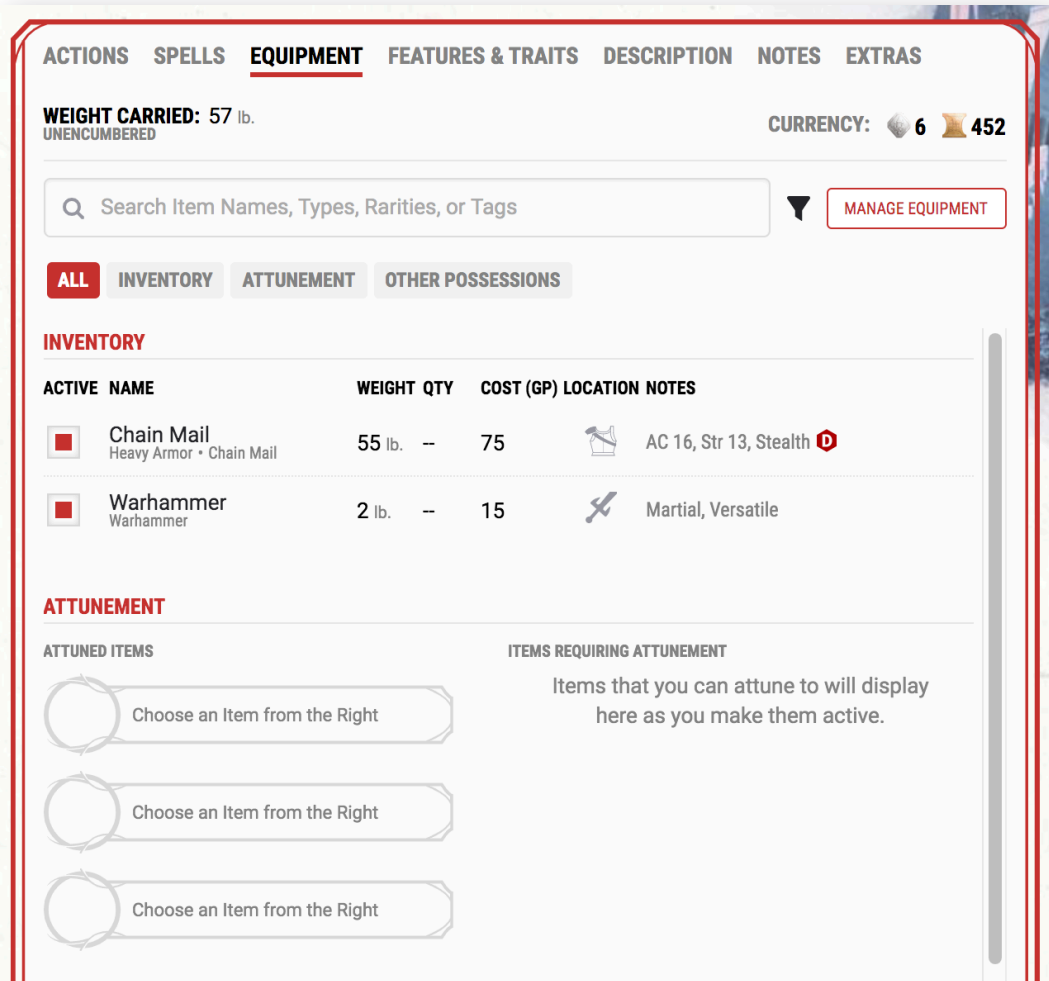 ACTIONS SPELLS EQUIPMENT FEATURES & TRAITS DESCRIPTION NOTES EXTRAS
WEIGHT CARRIED: 57 lb.
UNENCUMBERED
CURRENCY: 6 452
Search Item Names, Types, Rarities, or Tags
MANAGE EQUIPMENT
ALL INVENTORY ATTUNEMENT OTHER POSSESSIONS
INVENTORY
ACTIVE NAME WEIGHT QTY COST (GP) LOCATION NOTES
Chain Mail 55 lb. -- 75 AC 16, Str 13, Stealth D
Heavy Armor • Chain Mail
Warhammer 2 lb. -- 15 Martial, Versatile
Warhammer
ATTUNEMENT
ATTUNED ITEMS
Choose an Item from the Right
Choose an Item from the Right
Choose an Item from the Right
ITEMS REQUIRING ATTUNEMENT
Items that you can attune to will display
here as you make them active.